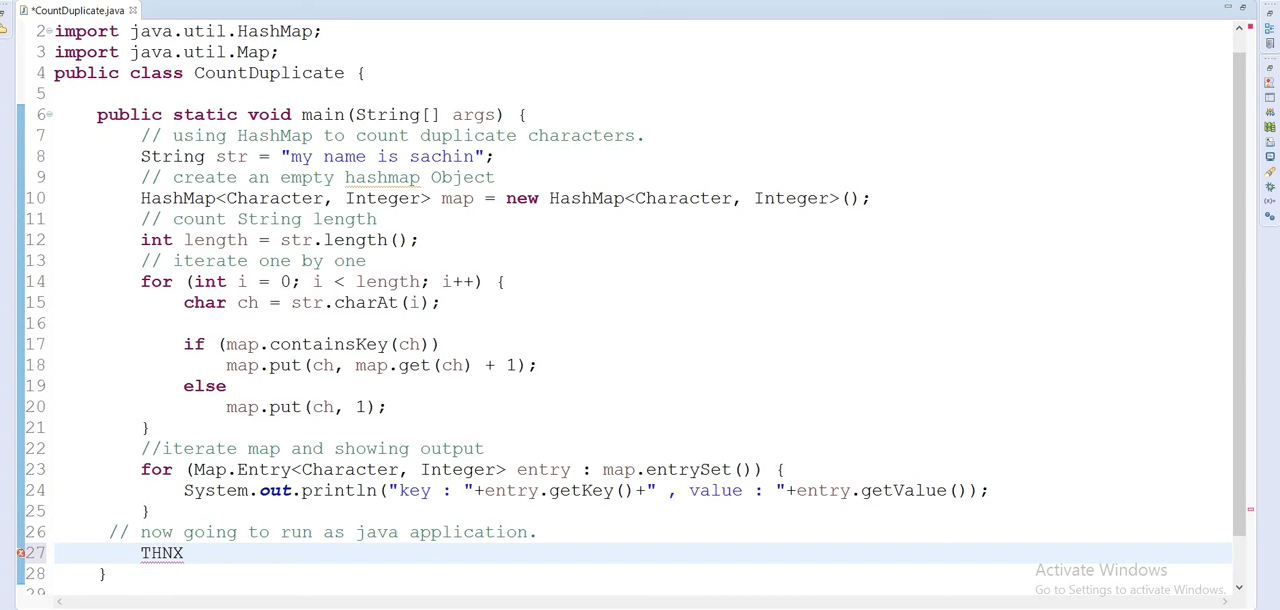 *CountDuplicate.java
2 import java.util.HashMap;
3 import java.util.Map;
4 public class CountDuplicate {
5
6 public static void main(String[] args) {
7 // using HashMap to count duplicate characters.
8 String str = "my name is sachin";
9 // create an empty hashmap Object
10 HashMap<Character, Integer> map = new HashMap<Character, Integer>();
11 // count String length
12 int length = str.length();
13 // iterate one by one
14 for (int i = 0; i < length; i++) {
15 char ch = str.charAt(i);
16
17 if (map.containsKey(ch))
18 map.put(ch, map.get(ch) + 1);
19 else
20 map.put(ch, 1);
21 }
22 //iterate map and showing output
23 for (Map.Entry<Character, Integer> entry : map.entrySet()) {
24 System.out.println("key : "+entry.getKey()+" , value : "+entry.getValue());
25 }
26 // now going to run as java application.
27 THNX
28 }
29
Activate Windows
Go to Settings to activate Windows.